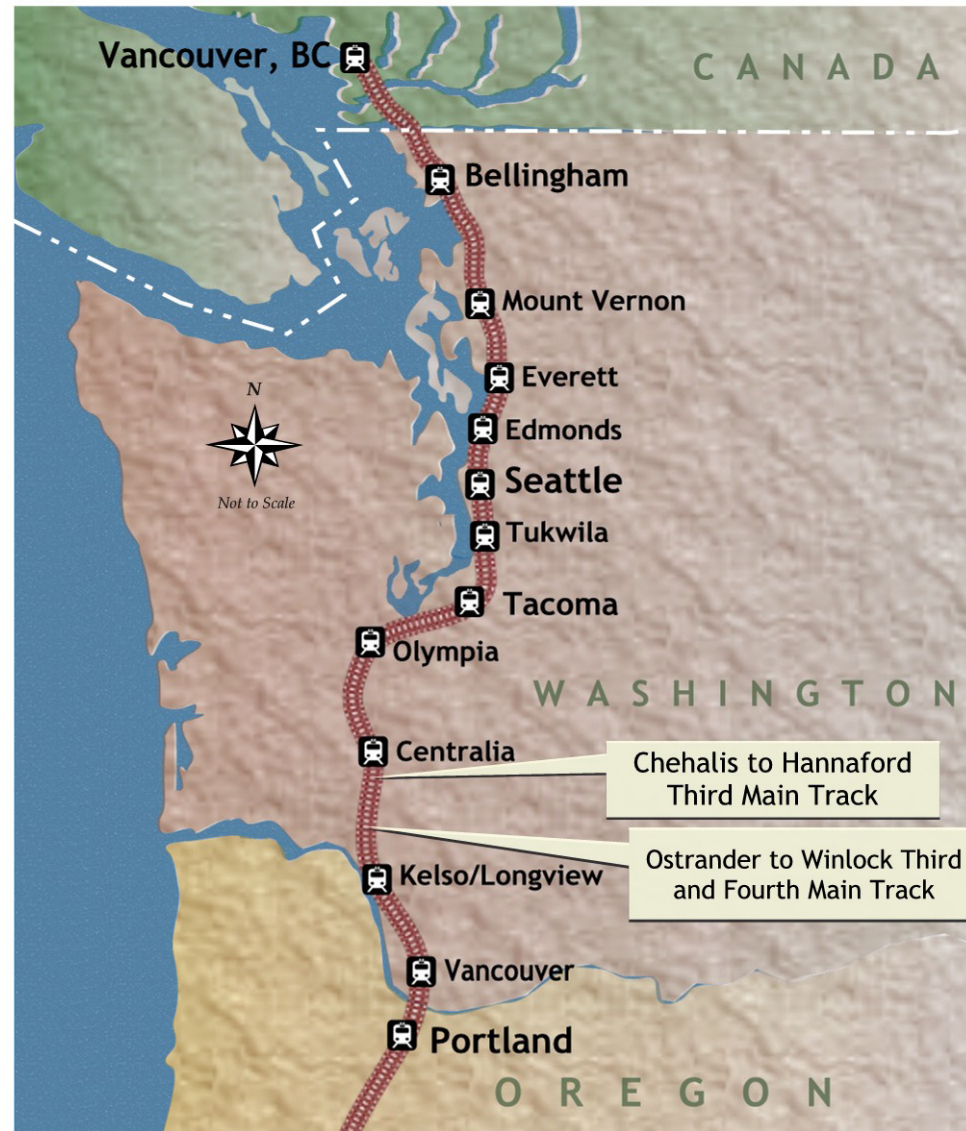 Vancouver, BC
CANADA
Bellingham
Mount Vernon
Everett
N
Edmonds
Seattle
Not to Scale
Tukwila
Tacoma
Olympia
WASHINGTON
Centralia
Chehalis to Hannaford
Third Main Track
Ostrander to Winlock Third
and Fourth Main Track
Kelso/Longview
Vancouver
Portland
OREGON